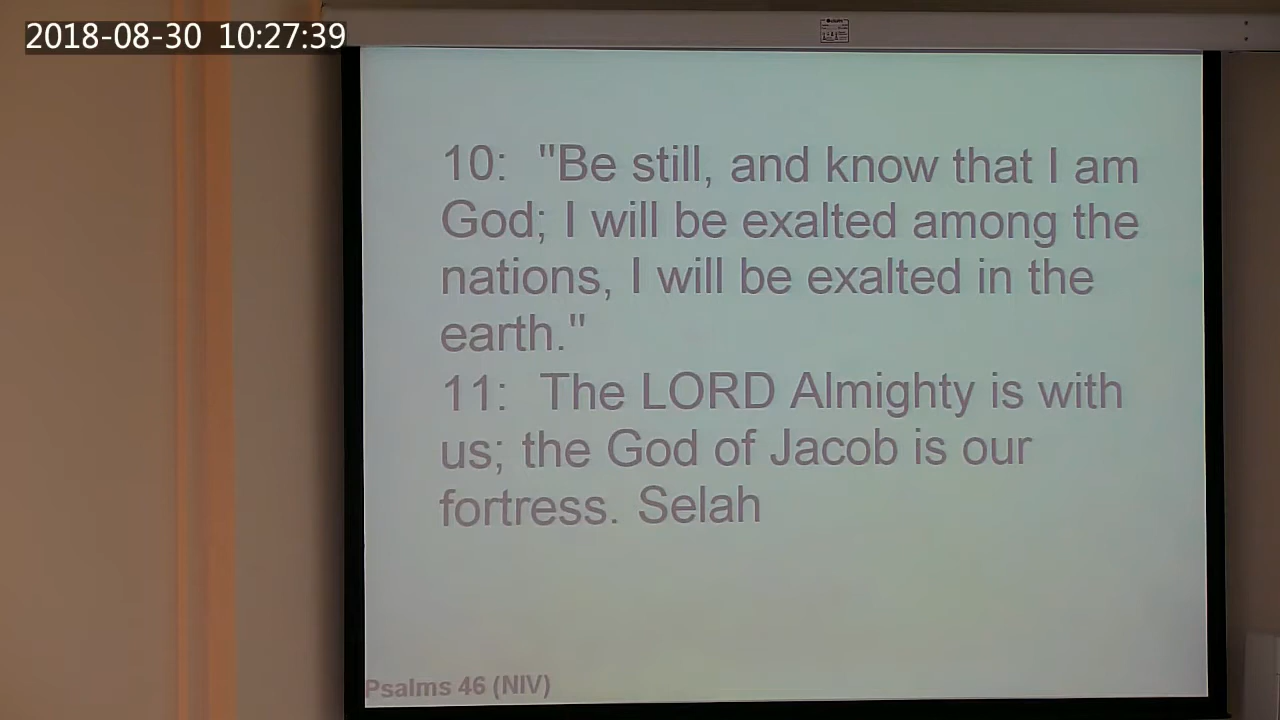 2018-08-30 10:27:39
10: "Be still, and know that I am
God; I will be exalted among the
nations, I will be exalted in the
earth."
11: The LORD Almighty is with
us; the God of Jacob is our
fortress. Selah
Psalms 46 (NIV)